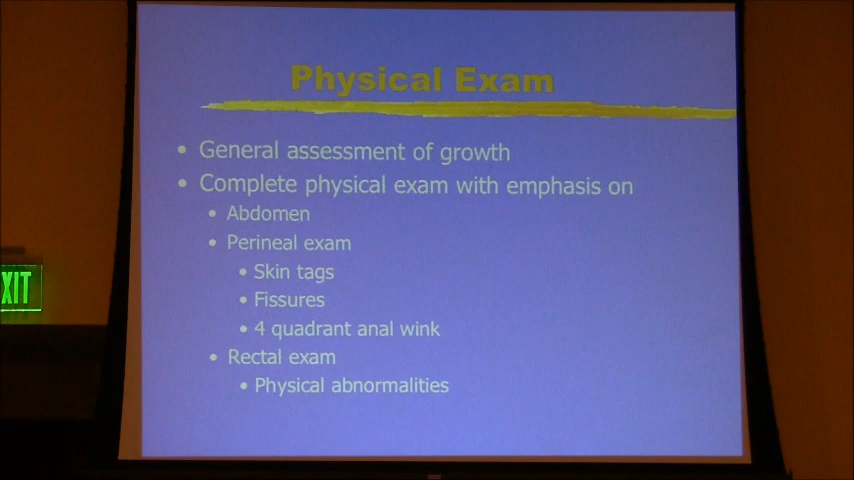 Physical Exam
• General assessment of growth
• Complete physical exam with emphasis on
• Abdomen
• Perineal exam
• Skin tags
• Fissures
• 4 quadrant anal wink
• Rectal exam
• Physical abnormalities
XIT